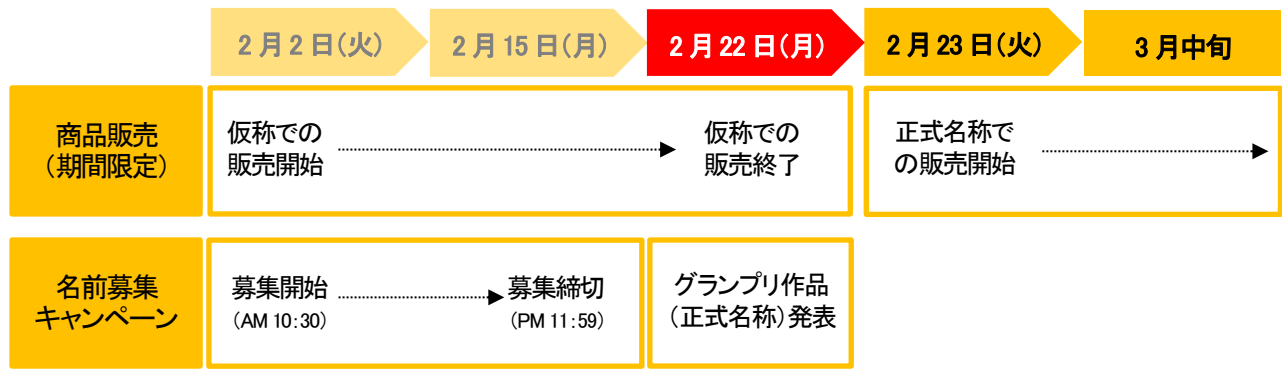 2月2日（火）
2月15日（月）
2月22日（月）
2月23日（火）
3月中旬
商品販売
（期間限定）
仮称での
販売開始
仮称での
販売終了
正式名称で
の販売開始
名前募集
キャンペーン
募集開始
（AM 10：30）
募集締切
（PM 11：59）
グランプリ作品
（正式名称）発表